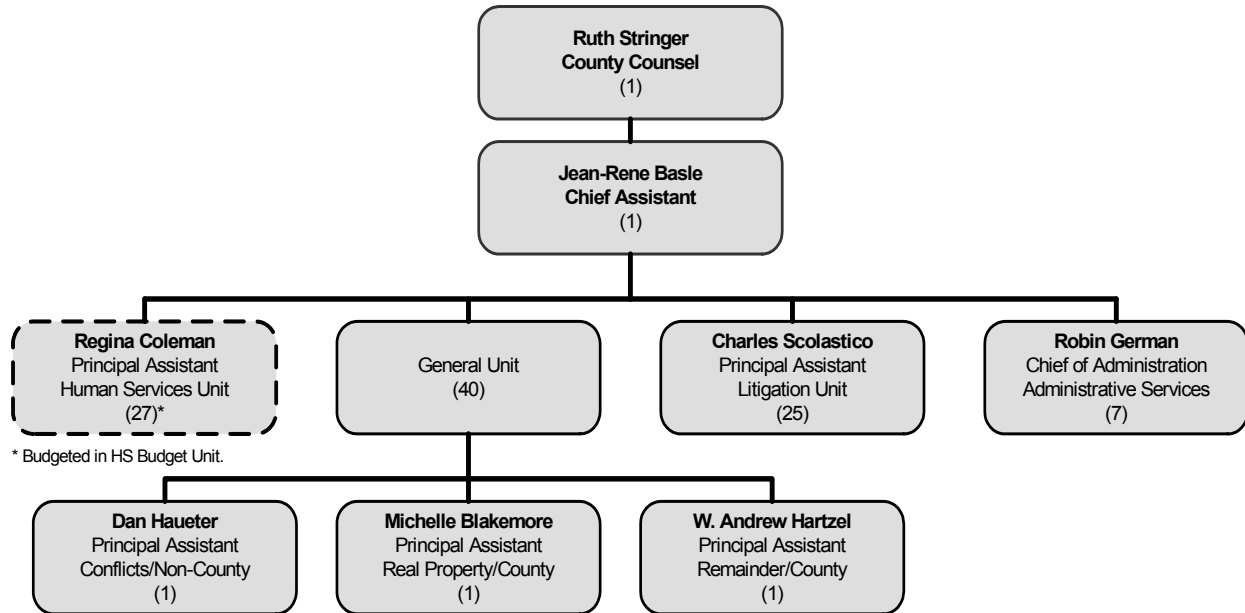 Ruth Stringer
County Counsel
(1)
Jean-Rene Basle
Chief Assistant
(1)
Regina Coleman
Principal Assistant
Human Services Unit
(27)*
General Unit
(40)
Charles Scolastico
Principal Assistant
Litigation Unit
(25)
Robin German
Chief of Administration
Administrative Services
(7)
* Budgeted in HS Budget Unit.
Dan Haueter
Principal Assistant
Conflicts/Non-County
(1)
Michelle Blakemore
Principal Assistant
Real Property/County
(1)
W. Andrew Hartzel
Principal Assistant
Remainder/County
(1)